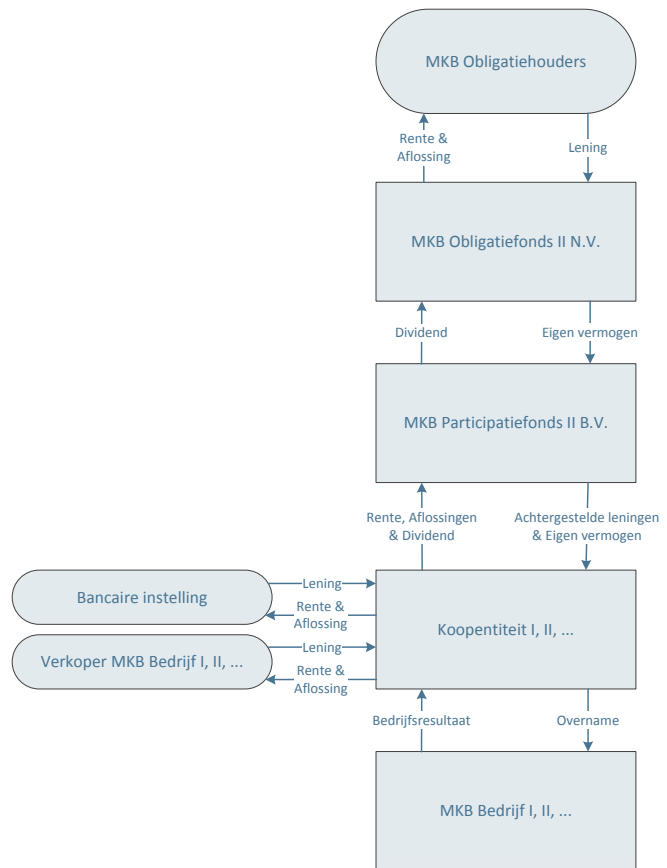 MKB Obligatiehouders
Rente &
Aflossing
Lening
MKB Obligatiefonds II N.V.
Dividend
Eigen vermogen
MKB Participatiefonds II B.V.
Rente, Aflossingen
& Dividend
Achtergestelde leningen
& Eigen vermogen
Bancaire instelling
Lening
Rente &
Aflossing
Verkoper MKB Bedrijf I, II, ...
Lening
Rente &
Aflossing
Koopentiteit I, II, ...
Bedrijfsresultaat
Overname
MKB Bedrijf I, II, ...